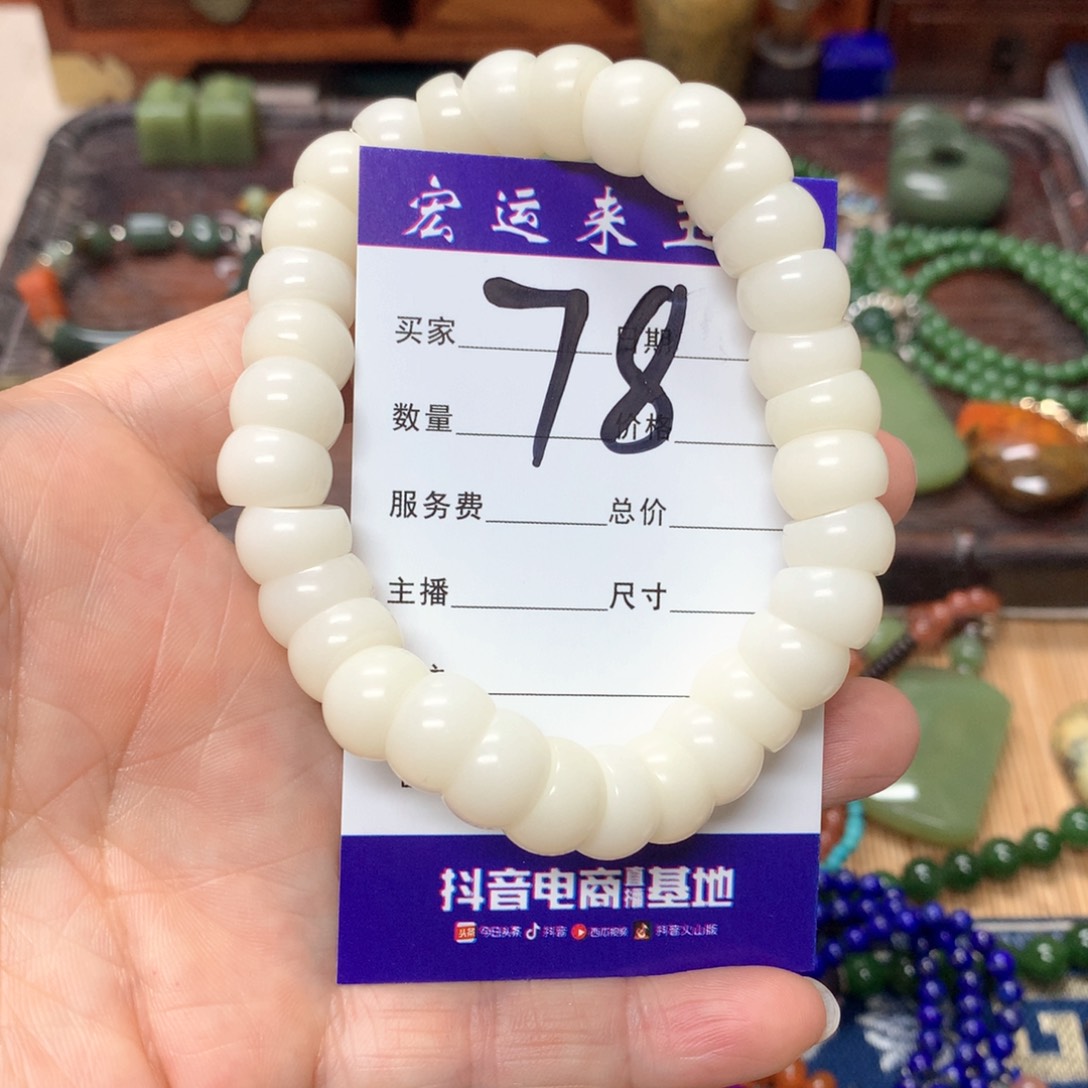 宏运来
78
买家 日期
数量 价格
服务费 总价
主播 尺寸
抖音电商直播基地
头条 今日头条 抖音 西瓜视频 抖音火山版